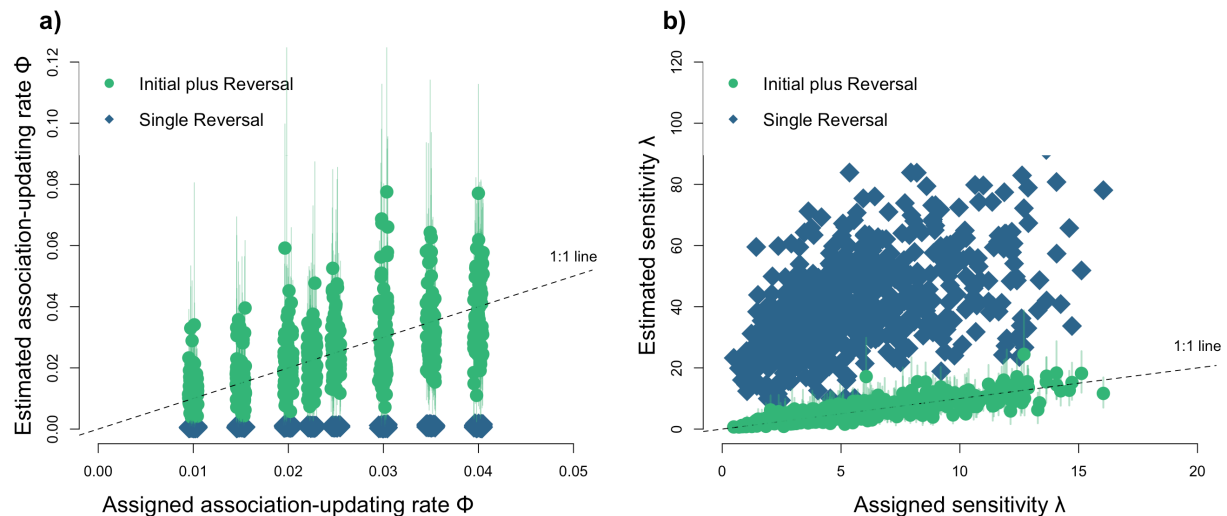 a)
Estimated association-updating rate Φ
0.12
0.10
0.08
0.06
0.04
0.02
0.00
Initial plus Reversal
Single Reversal
1:1 line
0.00
0.01
0.02
0.03
0.04
0.05
Assigned association-updating rate Φ
b)
Estimated sensitivity λ
120
100
80
60
40
20
0
Initial plus Reversal
Single Reversal
1:1 line
0
5
10
15
20
Assigned sensitivity λ